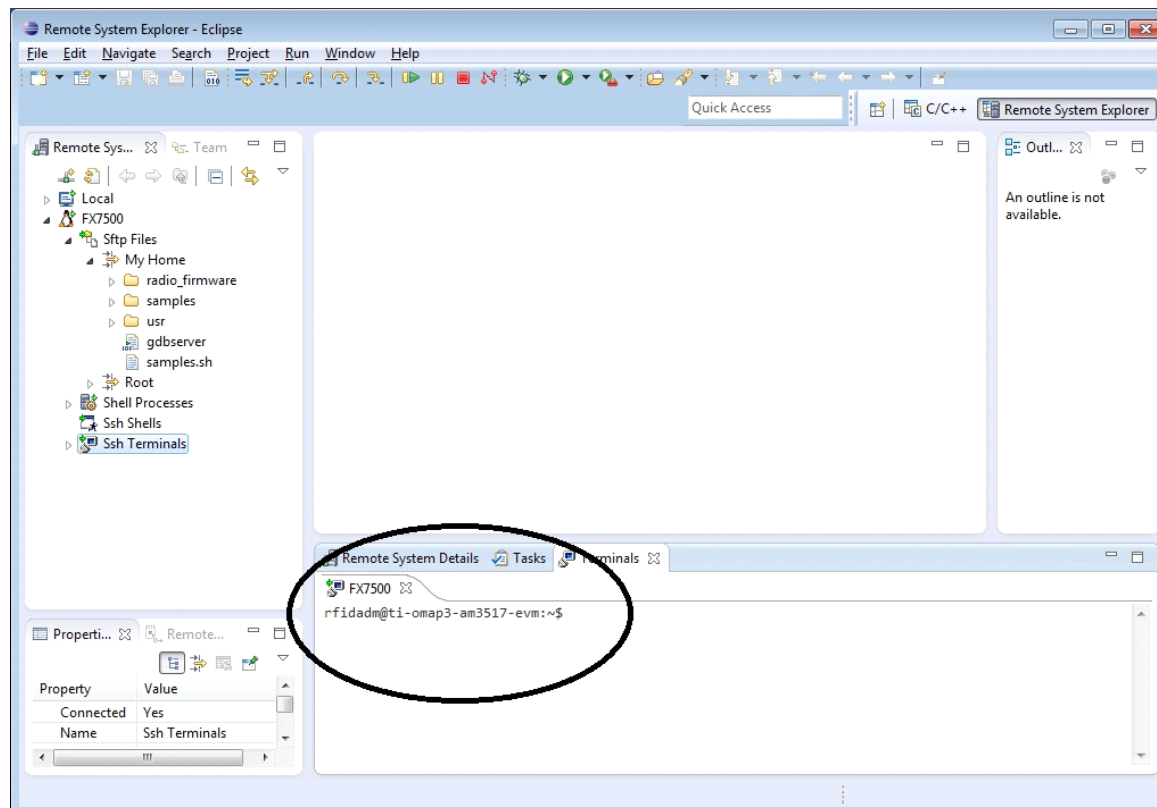 Remote System Explorer - Eclipse
File Edit Navigate Search Project Run Window Help
Quick Access
C/C++
Remote System Explorer
Remote Sys...
Team
Local
FX7500
Sftp Files
My Home
radio_firmware
samples
usr
gdbserver
samples.sh
Root
Shell Processes
Ssh Shells
Ssh Terminals
Outl...
An outline is not
available.
Remote System Details
Tasks
Terminals
FX7500
rfidadm@ti-omap3-am3517-evm:~$
Properti...
Remote...
Property Value
Connected Yes
Name Ssh Terminals